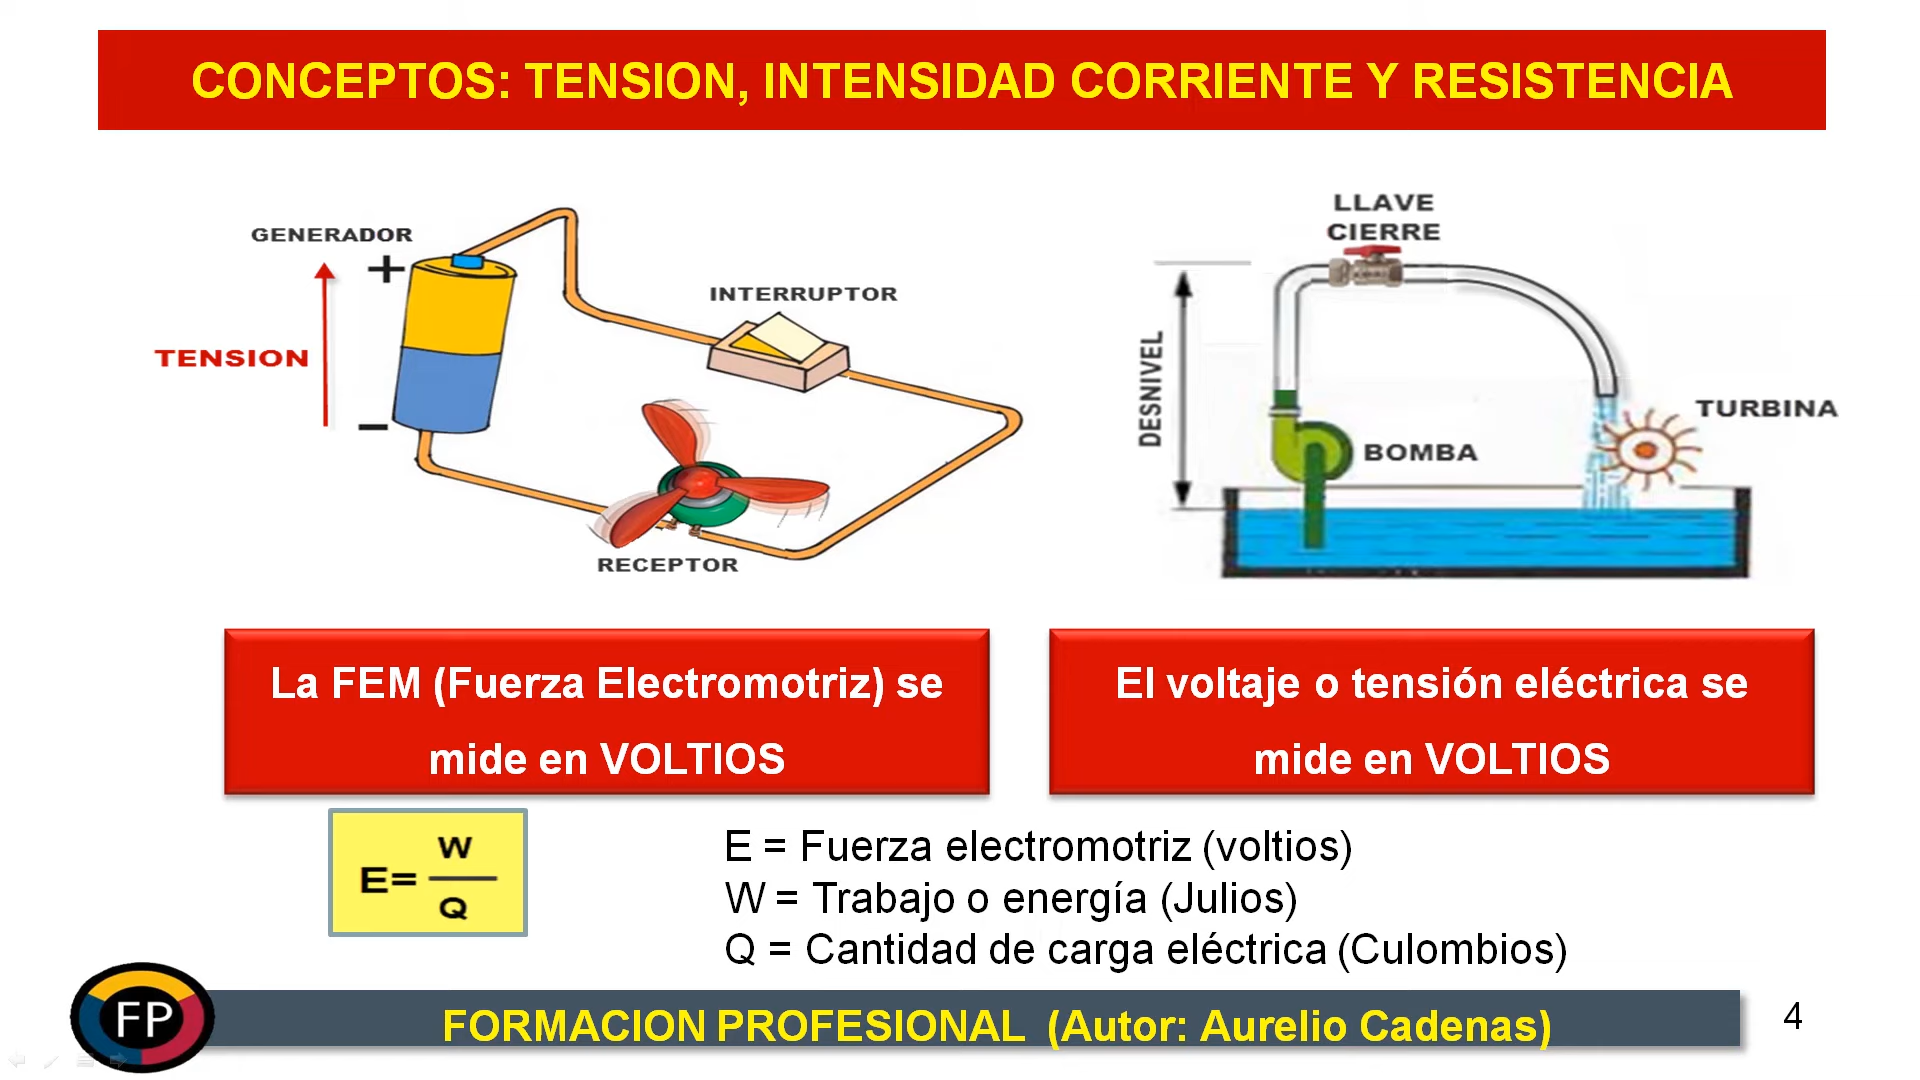 CONCEPTOS: TENSION, INTENSIDAD CORRIENTE Y RESISTENCIA
GENERADOR
+
TENSION
−
INTERRUPTOR
RECEPTOR
LLAVE
CIERRE
DESNIVEL
BOMBA
TURBINA
La FEM (Fuerza Electromotriz) se
mide en VOLTIOS
El voltaje o tensión eléctrica se
mide en VOLTIOS
E= W
Q
E = Fuerza electromotriz (voltios)
W = Trabajo o energía (Julios)
Q = Cantidad de carga eléctrica (Culombios)
FP
FORMACION PROFESIONAL (Autor: Aurelio Cadenas)
4